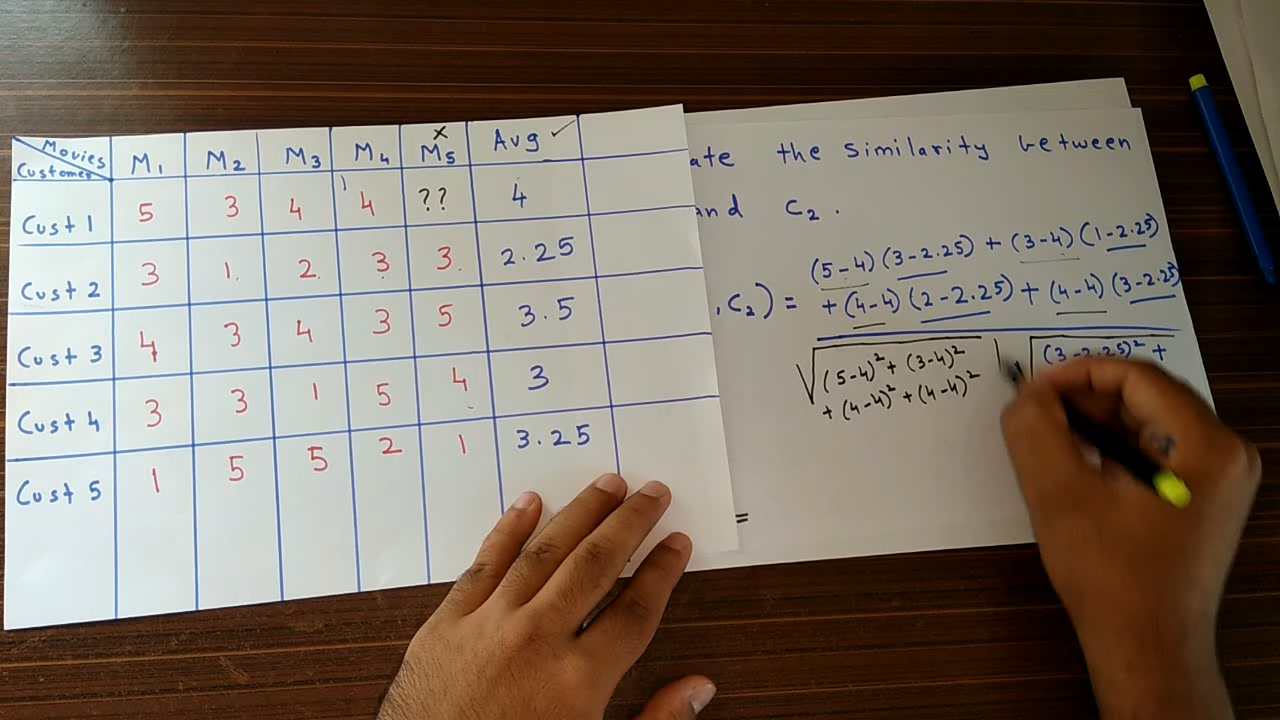 Movies M₁ M₂ M₃ M₄ M₅ Avg ✓
x
Customer
Cust 1 5 3 4 4 ?? 4
Cust 2 3 1 2 3 3 2.25
Cust 3 4 3 4 3 5 3.5
Cust 4 3 3 1 5 4 3
Cust 5 1 5 5 2 1 3.25
ate the similarity between
and C₂ .
(5-4) (3-2.25) + (3-4) (1-2.25)
, C₂) = + (4-4) (2-2.25) + (4-4) (3-2.25)
√(5-4)² + (3-4)² √(3-2.25)² +
+ (4-4)² + (4-4)²
=